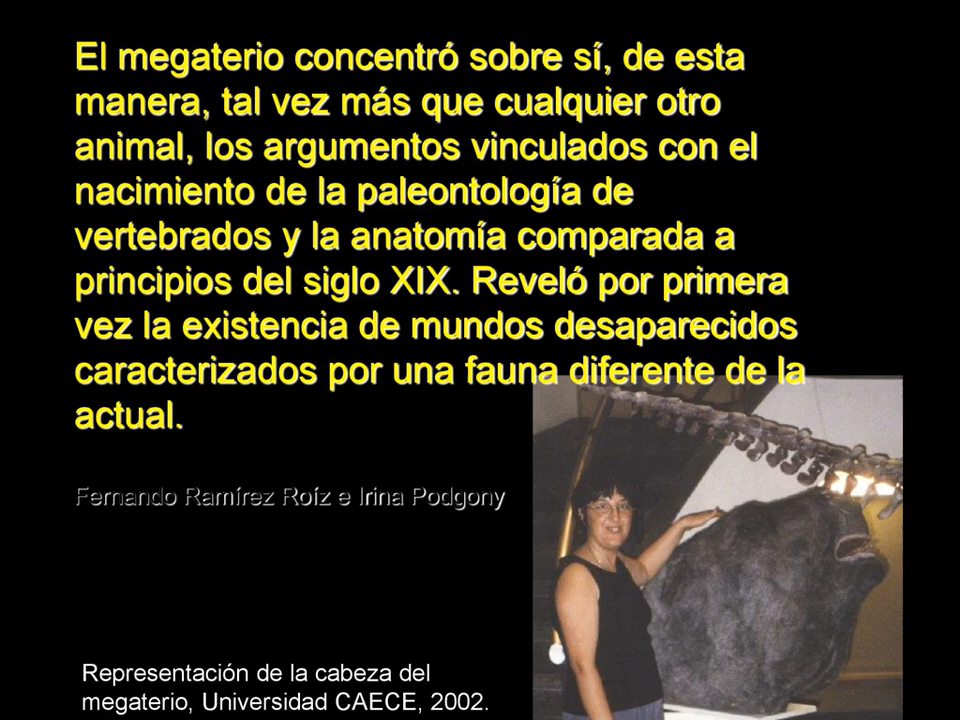 El megaterio concentró sobre sí, de esta
manera, tal vez más que cualquier otro
animal, los argumentos vinculados con el
nacimiento de la paleontología de
vertebrados y la anatomía comparada a
principios del siglo XIX. Reveló por primera
vez la existencia de mundos desaparecidos
caracterizados por una fauna diferente de la
actual.
Fernando Ramírez Roíz e Irina Podgony
Representación de la cabeza del
megaterio, Universidad CAECE, 2002.